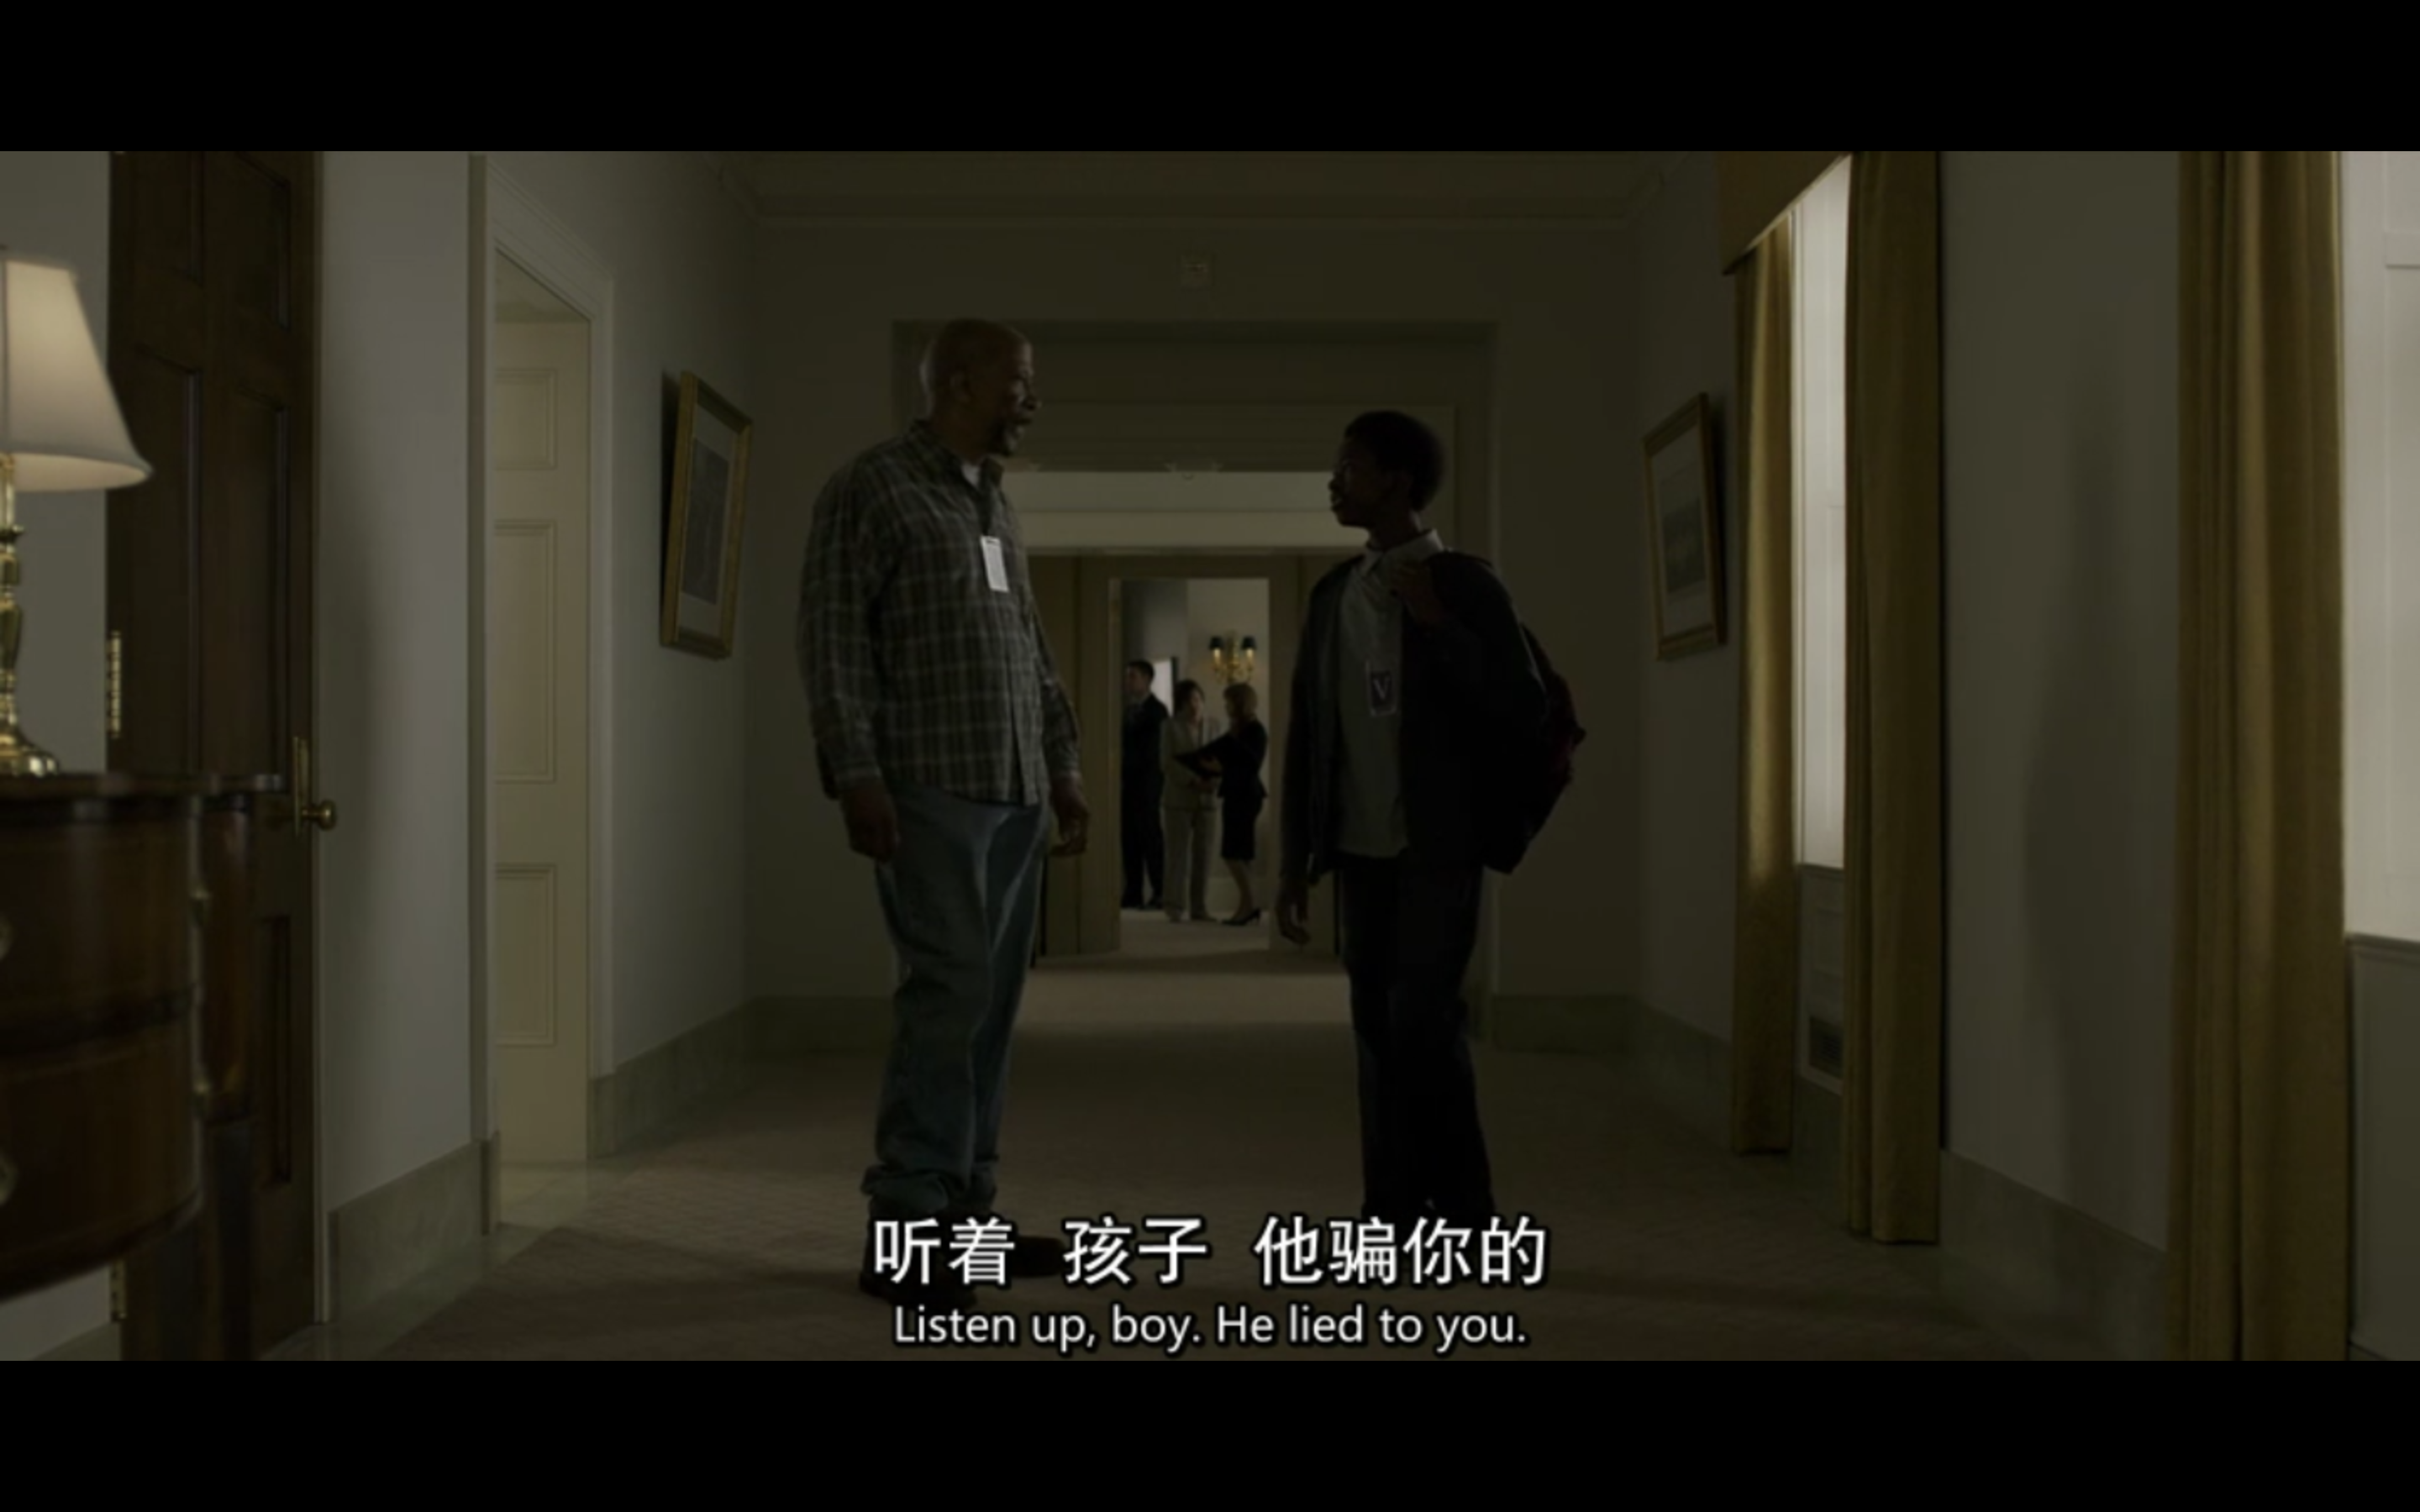 听着 孩子 他骗你的
Listen up, boy. He lied to you.
V